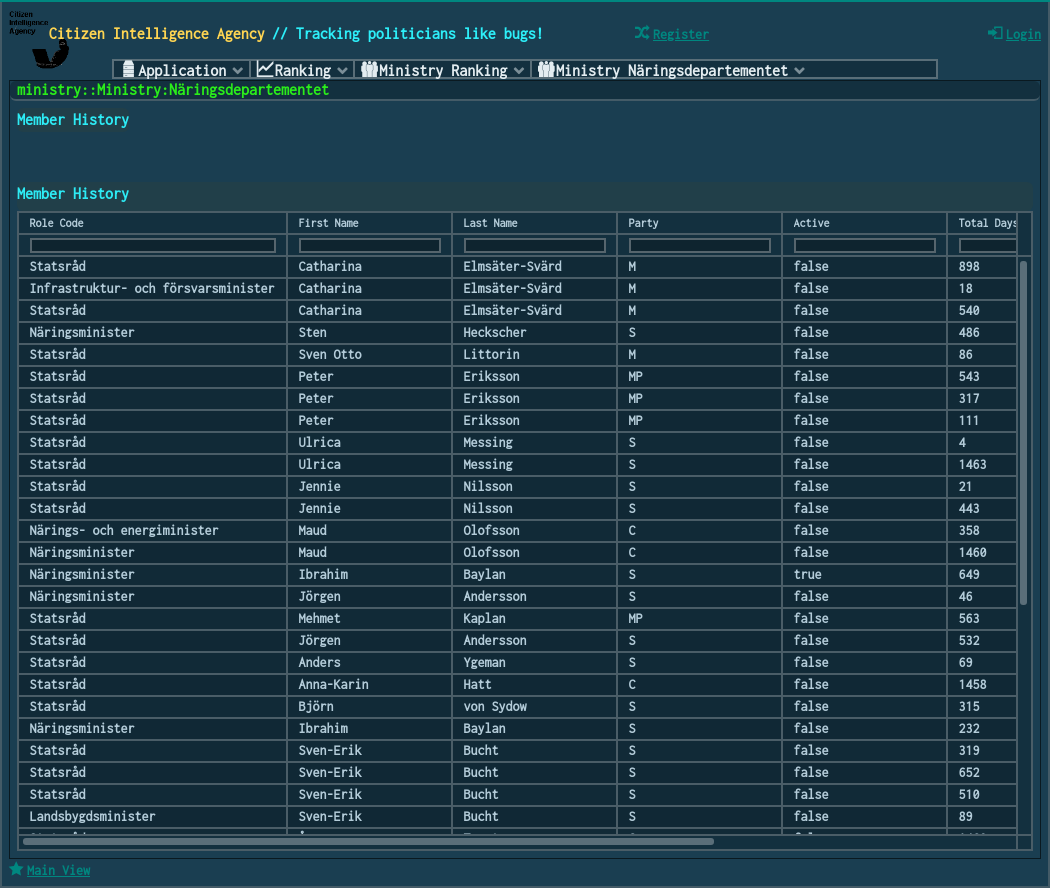 Citizen
Intelligence
Agency
Citizen Intelligence Agency // Tracking politicians like bugs!
Register
Login
Application Ranking Ministry Ranking Ministry Näringsdepartementet
ministry::Ministry:Näringsdepartementet
Member History
Member History
Role Code First Name Last Name Party Active Total Days
Statsråd Catharina Elmsäter-Svärd M false 898
Infrastruktur- och försvarsminister Catharina Elmsäter-Svärd M false 18
Statsråd Catharina Elmsäter-Svärd M false 540
Näringsminister Sten Heckscher S false 486
Statsråd Sven Otto Littorin M false 86
Statsråd Peter Eriksson MP false 543
Statsråd Peter Eriksson MP false 317
Statsråd Peter Eriksson MP false 111
Statsråd Ulrica Messing S false 4
Statsråd Ulrica Messing S false 1463
Statsråd Jennie Nilsson S false 21
Statsråd Jennie Nilsson S false 443
Närings- och energiminister Maud Olofsson C false 358
Näringsminister Maud Olofsson C false 1460
Näringsminister Ibrahim Baylan S true 649
Näringsminister Jörgen Andersson S false 46
Statsråd Mehmet Kaplan MP false 563
Statsråd Jörgen Andersson S false 532
Statsråd Anders Ygeman S false 69
Statsråd Anna-Karin Hatt C false 1458
Statsråd Björn von Sydow S false 315
Näringsminister Ibrahim Baylan S false 232
Statsråd Sven-Erik Bucht S false 319
Statsråd Sven-Erik Bucht S false 652
Statsråd Sven-Erik Bucht S false 510
Landsbygdsminister Sven-Erik Bucht S false 89
Main View